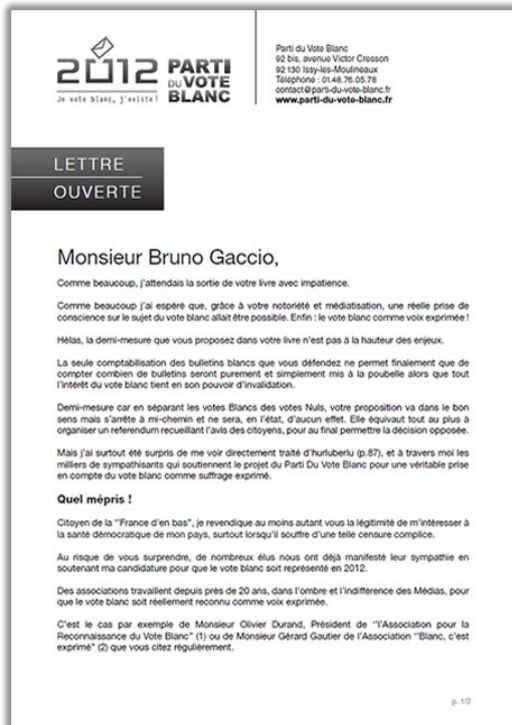 2012
Je vote blanc, j'existe!
PARTI
DU VOTE
BLANC
Parti du Vote Blanc
92 bis, avenue Victor Cresson
92 130 Issy-les-Moulineaux
Téléphone : 01.48.76.05.78
contact@parti-du-vote-blanc.fr
www.parti-du-vote-blanc.fr
LETTRE
OUVERTE
Monsieur Bruno Gaccio,
Comme beaucoup, j'attendais la sortie de votre livre avec impatience.
Comme beaucoup j'ai espéré que, grâce à votre notoriété et médiatisation, une réelle prise de
conscience sur le sujet du vote blanc allait être possible. Enfin : le vote blanc comme voix exprimée !
Hélas, la demi-mesure que vous proposez dans votre livre n'est pas à la hauteur des enjeux.
La seule comptabilisation des bulletins blancs que vous défendez ne permet finalement que de
compter combien de bulletins seront purement et simplement mis à la poubelle alors que tout
l'intérêt du vote blanc tient en son pouvoir d'invalidation.
Demi-mesure car en séparant les votes Blancs des votes Nuls, votre proposition va dans le bon
sens mais s'arrête à mi-chemin et ne sera, en l'état, d'aucun effet. Elle équivaut tout au plus à
organiser un referendum recueillant l'avis des citoyens, pour au final permettre la décision opposée.
Mais j'ai surtout été surpris de me voir directement traité d'hurluberlu (p.87), et à travers moi les
milliers de sympathisants qui soutiennent le projet du Parti Du Vote Blanc pour une véritable prise
en compte du vote blanc comme suffrage exprimé.
Quel mépris !
Citoyen de la "France d'en bas", je revendique au moins autant vous la légitimité de m'intéresser à
la santé démocratique de mon pays, surtout lorsqu'il souffre d'une telle censure complice.
Au risque de vous surprendre, de nombreux élus nous ont déjà manifesté leur sympathie en
soutenant ma candidature pour que le vote blanc soit représenté en 2012.
Des associations travaillent depuis près de 20 ans, dans l'ombre et l'indifférence des Médias, pour
que le vote blanc soit réellement reconnu comme voix exprimée.
C'est le cas par exemple de Monsieur Olivier Durand, Président de "l'Association pour la
Reconnaissance du Vote Blanc" (1) ou de Monsieur Gérard Gautier de l'Association "Blanc, c'est
exprimé" (2) que vous citez régulièrement.
p. 1/2